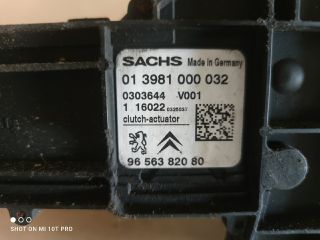 SACHS Made in Germany
01 3981 000 032
0303644 V001
1 16022 0325037
clutch-actuator
96 563 820 80
SHOT ON MI 10T PRO